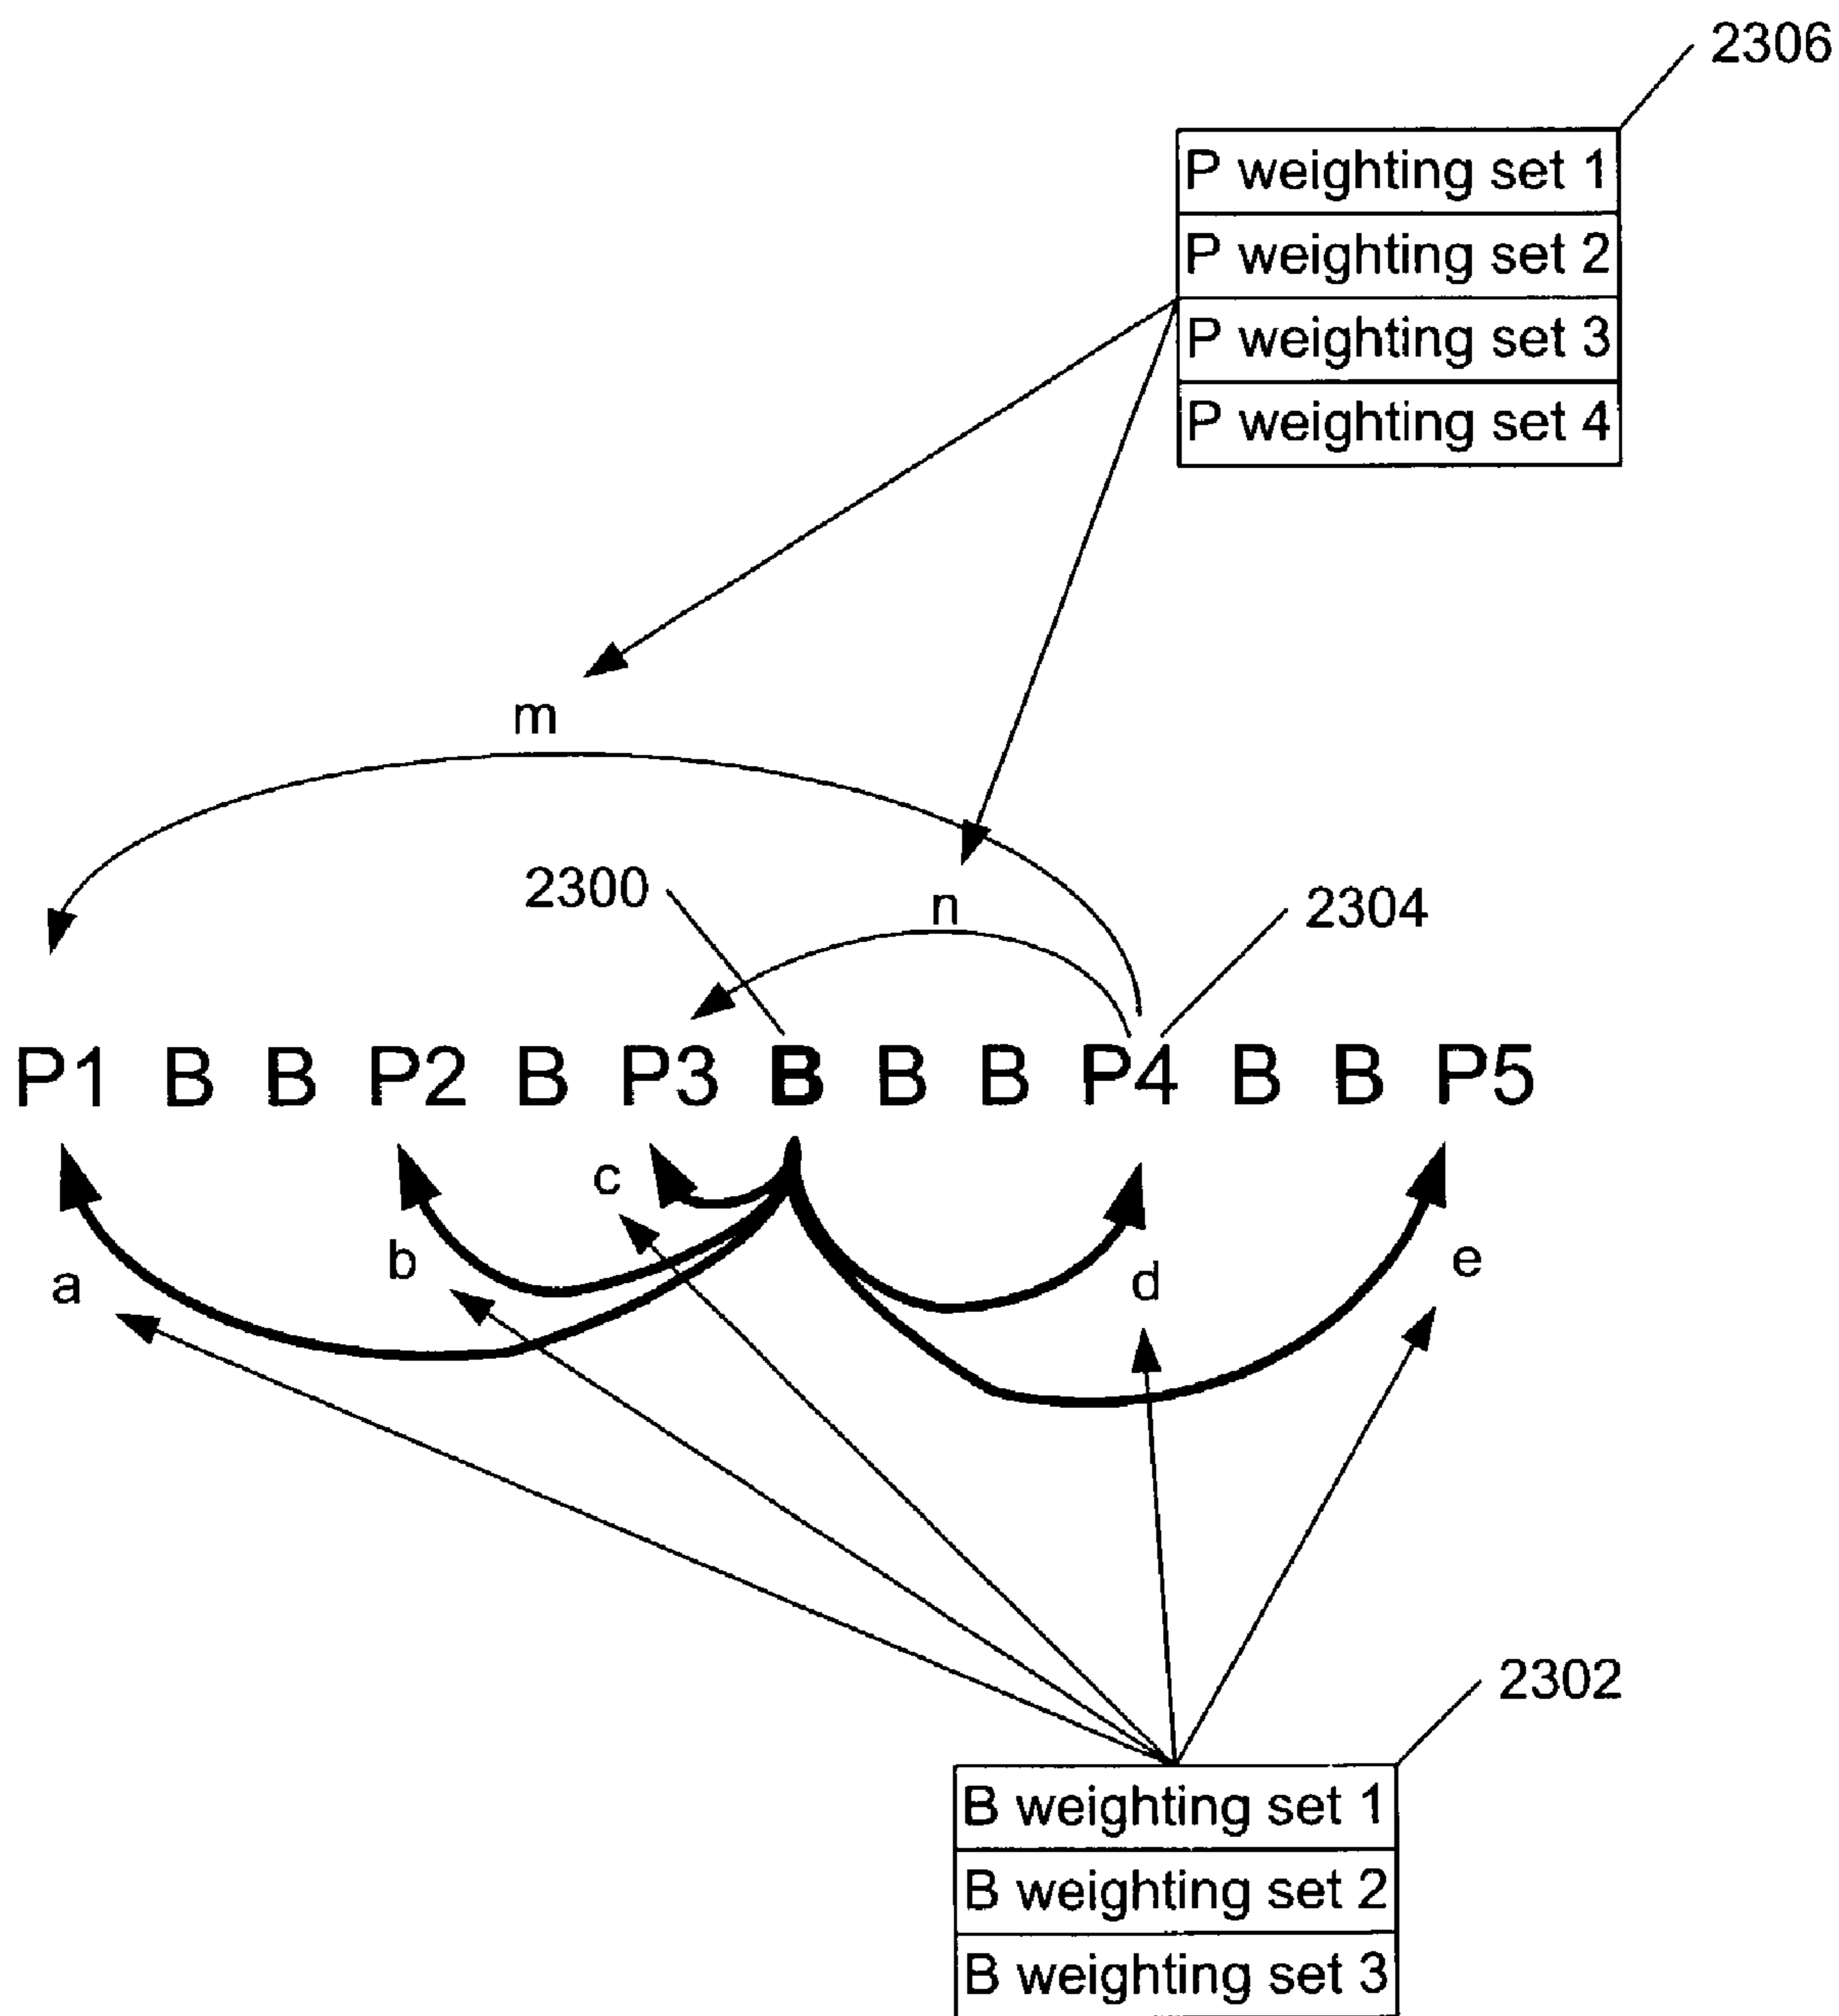 2306
P weighting set 1
P weighting set 2
P weighting set 3
P weighting set 4
m
2300
n
2304
P1 B B P2 B P3 B B B P4 B B P5
c
b
a
d
e
2302
B weighting set 1
B weighting set 2
B weighting set 3